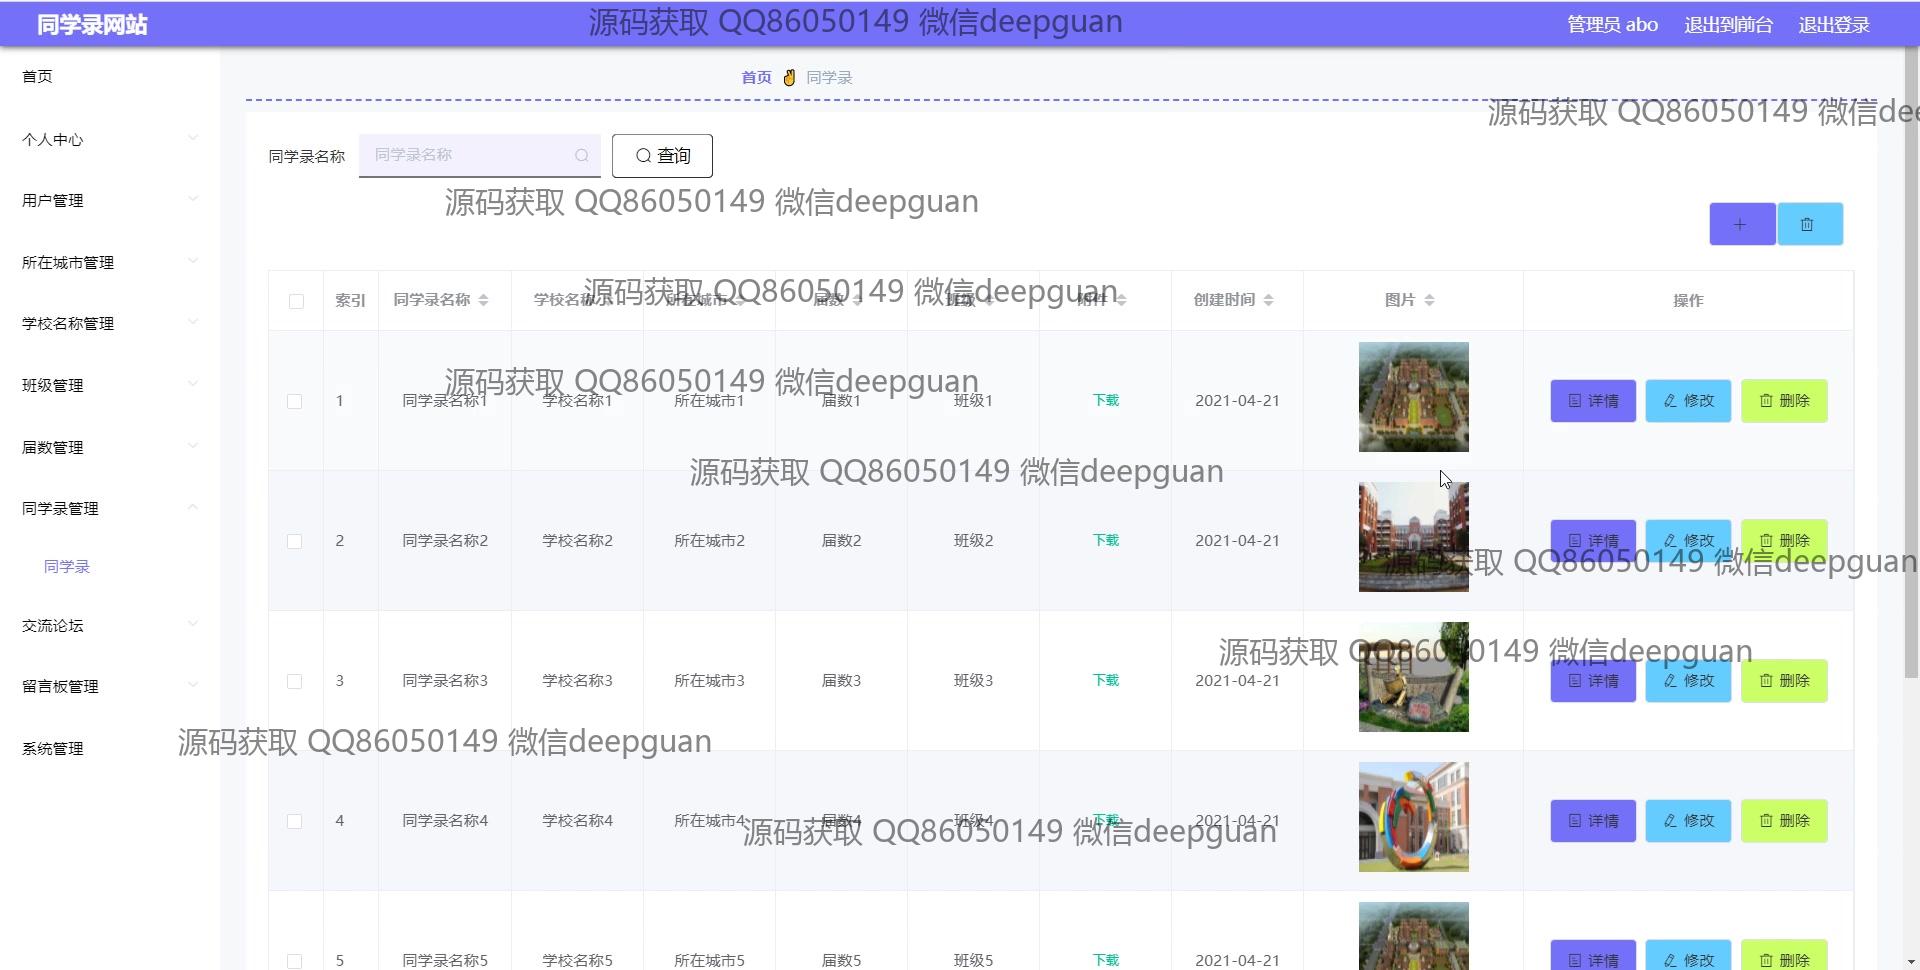 同学录网站
源码获取 QQ86050149 微信deepguan
管理员 abo 退出到前台 退出登录
首页
首页 同学录
源码获取 QQ86050149 微信dee
个人中心
同学录名称 同学录名称 查询
用户管理
源码获取 QQ86050149 微信deepguan
所在城市管理
源码获取 QQ86050149 微信deepguan
索引 同学录名称 学校名称 所在城市 届数 班级 附件 创建时间 图片 操作
学校名称管理
班级管理
源码获取 QQ86050149 微信deepguan
1 同学录名称1 学校名称1 所在城市1 届数1 班级1 下载 2021-04-21 详情 修改 删除
届数管理
源码获取 QQ86050149 微信deepguan
同学录管理
2 同学录名称2 学校名称2 所在城市2 届数2 班级2 下载 2021-04-21 详情 修改 删除
同学录
源码获取 QQ86050149 微信deepguan
交流论坛
源码获取 QQ86050149 微信deepguan
3 同学录名称3 学校名称3 所在城市3 届数3 班级3 下载 2021-04-21 详情 修改 删除
留言板管理
系统管理
源码获取 QQ86050149 微信deepguan
4 同学录名称4 学校名称4 所在城市4 届数4 班级4 下载 2021-04-21 详情 修改 删除
源码获取 QQ86050149 微信deepguan
5 同学录名称5 学校名称5 所在城市5 届数5 班级5 下载 2021-04-21 详情 修改 删除